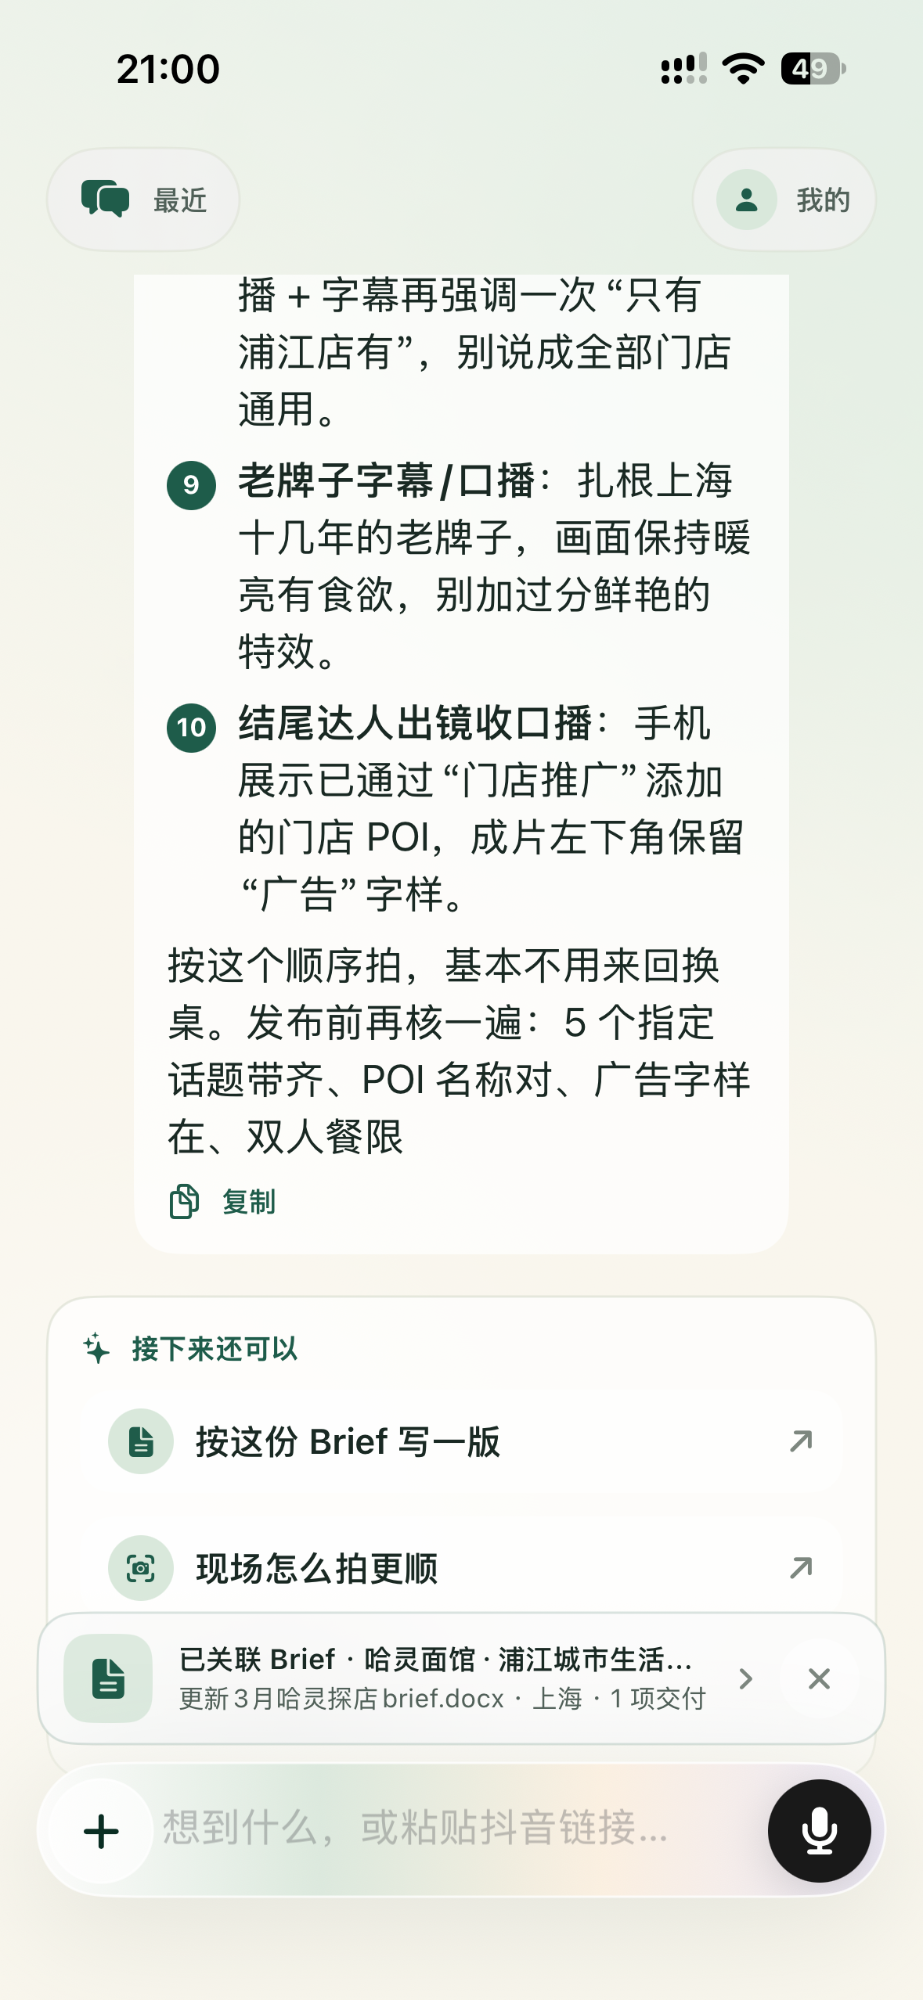 21:00
49
最近
我的
播 + 字幕再强调一次 “只有
浦江店有”，别说成全部门店
通用。
9 老牌子字幕/口播：扎根上海
十几年的老牌子，画面保持暖
亮有食欲，别加过分鲜艳的
特效。
10 结尾达人出镜收口播：手机
展示已通过 “门店推广” 添加
的门店 POI，成片左下角保留
“广告” 字样。
按这个顺序拍，基本不用来回换
桌。发布前再核一遍：5 个指定
话题带齐、POI 名称对、广告字样
在、双人餐限
复制
接下来还可以
按这份 Brief 写一版
现场怎么拍更顺
已关联 Brief · 哈灵面馆 · 浦江城市生活...
更新3月哈灵探店brief.docx · 上海 · 1 项交付
想到什么，或粘贴抖音链接...